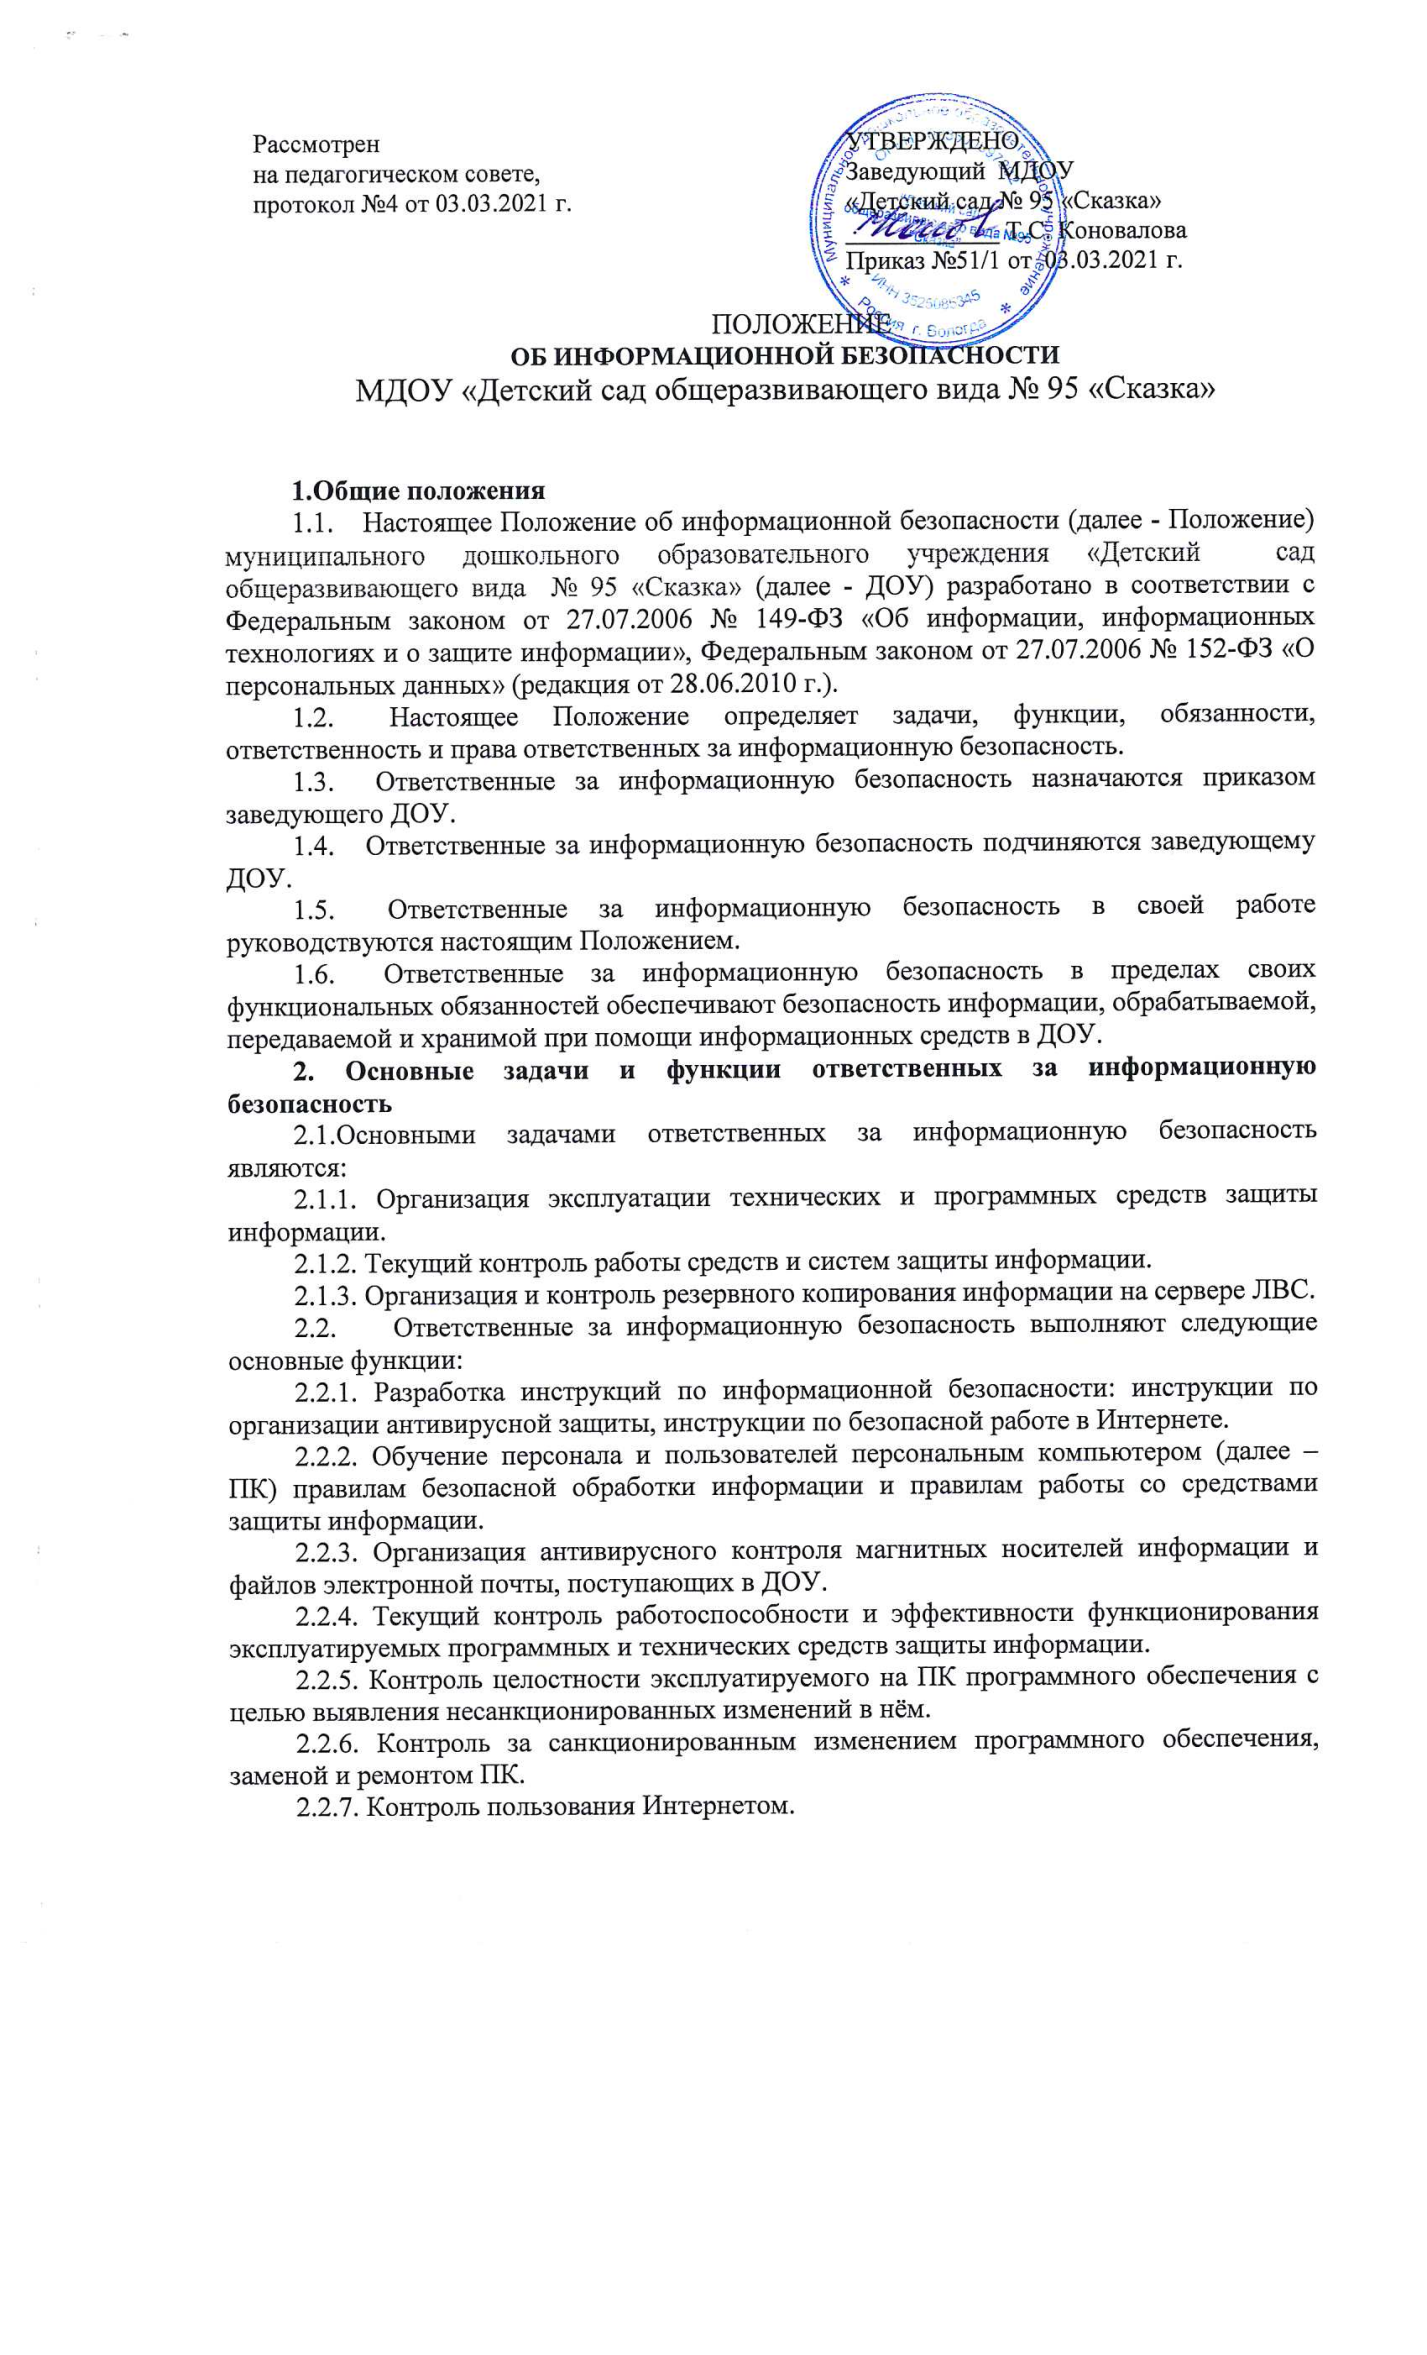 Рассмотрен
на педагогическом совете,
протокол №4 от 03.03.2021 г.
УТВЕРЖДЕНО
Заведующий МДОУ
«Детский сад № 95 «Сказка»
Т.С. Коновалова
Приказ №51/1 от 03.03.2021 г.
Муниципальное дошкольное образовательное учреждение
общеразвивающего вида №95
"Сказка"
ИНН 3525085345
Россия г. Вологда
ПОЛОЖЕНИЕ
ОБ ИНФОРМАЦИОННОЙ БЕЗОПАСНОСТИ
МДОУ «Детский сад общеразвивающего вида № 95 «Сказка»
1.Общие положения
1.1. Настоящее Положение об информационной безопасности (далее - Положение)
муниципального дошкольного образовательного учреждения «Детский сад
общеразвивающего вида № 95 «Сказка» (далее - ДОУ) разработано в соответствии с
Федеральным законом от 27.07.2006 № 149-ФЗ «Об информации, информационных
технологиях и о защите информации», Федеральным законом от 27.07.2006 № 152-ФЗ «О
персональных данных» (редакция от 28.06.2010 г.).
1.2. Настоящее Положение определяет задачи, функции, обязанности,
ответственность и права ответственных за информационную безопасность.
1.3. Ответственные за информационную безопасность назначаются приказом
заведующего ДОУ.
1.4. Ответственные за информационную безопасность подчиняются заведующему
ДОУ.
1.5. Ответственные за информационную безопасность в своей работе
руководствуются настоящим Положением.
1.6. Ответственные за информационную безопасность в пределах своих
функциональных обязанностей обеспечивают безопасность информации, обрабатываемой,
передаваемой и хранимой при помощи информационных средств в ДОУ.
2. Основные задачи и функции ответственных за информационную
безопасность
2.1.Основными задачами ответственных за информационную безопасность
являются:
2.1.1. Организация эксплуатации технических и программных средств защиты
информации.
2.1.2. Текущий контроль работы средств и систем защиты информации.
2.1.3. Организация и контроль резервного копирования информации на сервере ЛВС.
2.2. Ответственные за информационную безопасность выполняют следующие
основные функции:
2.2.1. Разработка инструкций по информационной безопасности: инструкции по
организации антивирусной защиты, инструкции по безопасной работе в Интернете.
2.2.2. Обучение персонала и пользователей персональным компьютером (далее –
ПК) правилам безопасной обработки информации и правилам работы со средствами
защиты информации.
2.2.3. Организация антивирусного контроля магнитных носителей информации и
файлов электронной почты, поступающих в ДОУ.
2.2.4. Текущий контроль работоспособности и эффективности функционирования
эксплуатируемых программных и технических средств защиты информации.
2.2.5. Контроль целостности эксплуатируемого на ПК программного обеспечения с
целью выявления несанкционированных изменений в нём.
2.2.6. Контроль за санкционированным изменением программного обеспечения,
заменой и ремонтом ПК.
2.2.7. Контроль пользования Интернетом.